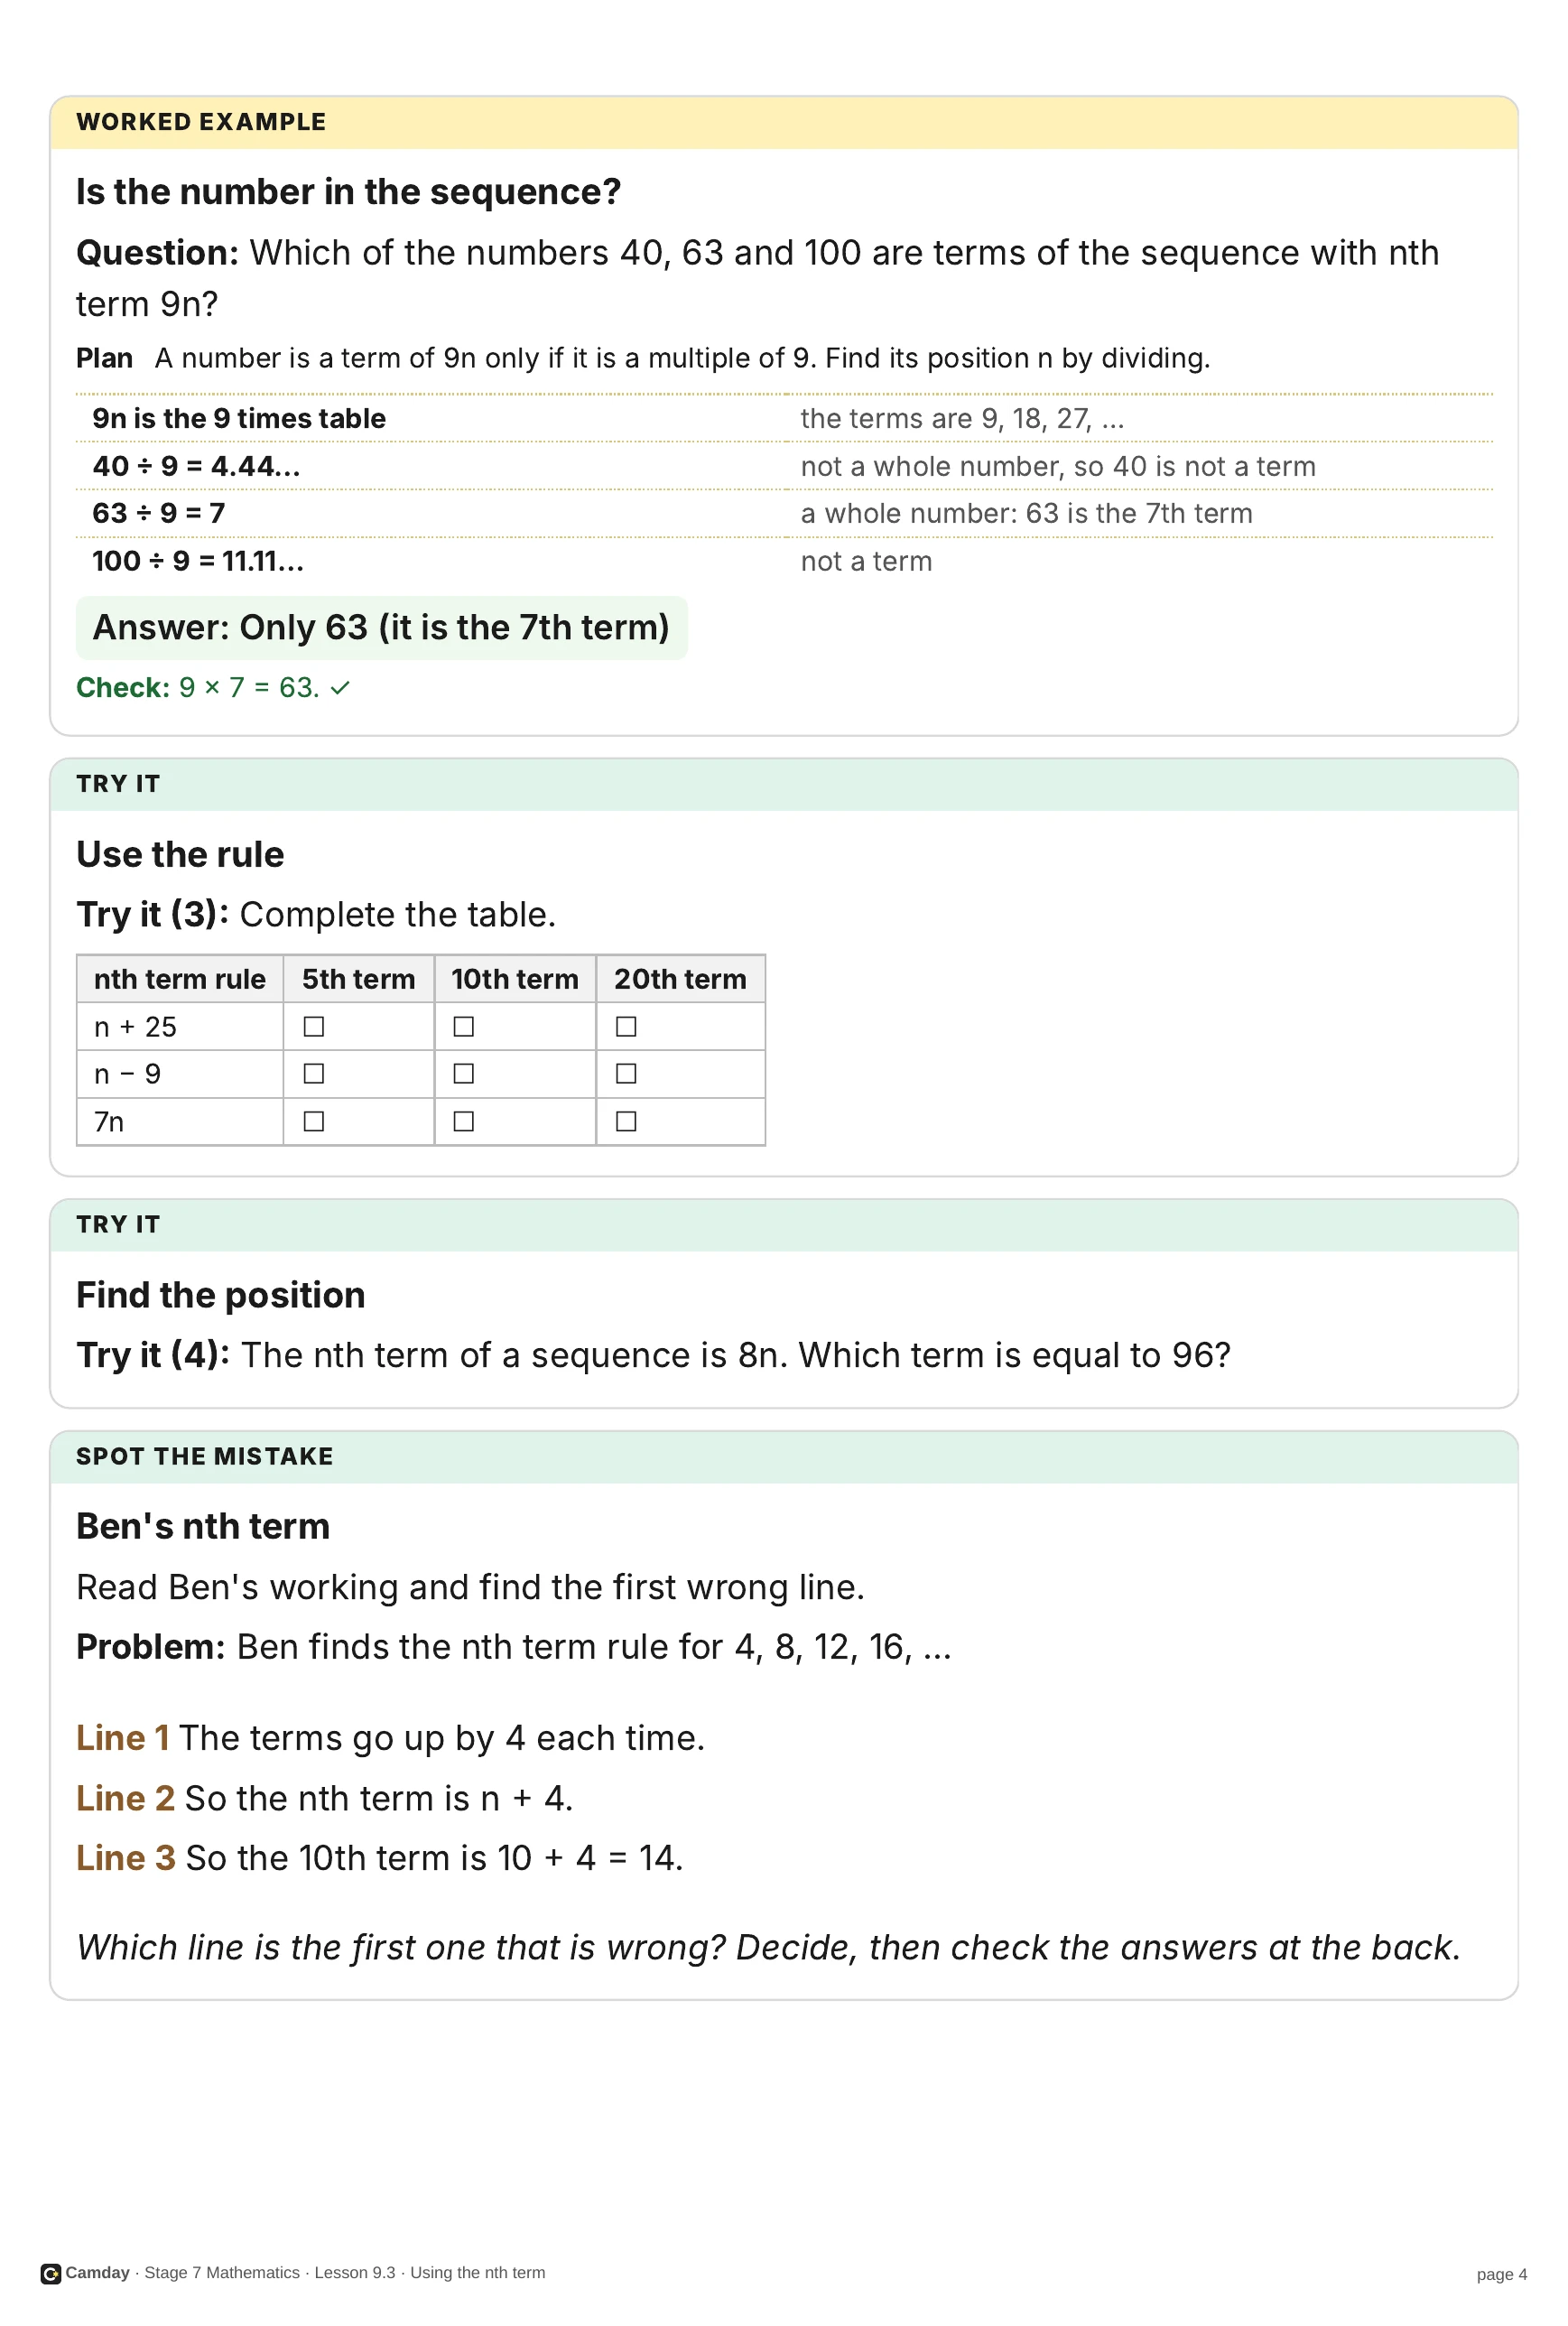 WORKED EXAMPLE
Is the number in the sequence?
Question: Which of the numbers 40, 63 and 100 are terms of the sequence with nth
term 9n?
Plan A number is a term of 9n only if it is a multiple of 9. Find its position n by dividing.
9n is the 9 times table the terms are 9, 18, 27, ...
40 ÷ 9 = 4.44... not a whole number, so 40 is not a term
63 ÷ 9 = 7 a whole number: 63 is the 7th term
100 ÷ 9 = 11.11... not a term
Answer: Only 63 (it is the 7th term)
Check: 9 × 7 = 63. ✓
TRY IT
Use the rule
Try it (3): Complete the table.
nth term rule 5th term 10th term 20th term
n + 25 □ □ □
n − 9 □ □ □
7n □ □ □
TRY IT
Find the position
Try it (4): The nth term of a sequence is 8n. Which term is equal to 96?
SPOT THE MISTAKE
Ben's nth term
Read Ben's working and find the first wrong line.
Problem: Ben finds the nth term rule for 4, 8, 12, 16, ...
Line 1 The terms go up by 4 each time.
Line 2 So the nth term is n + 4.
Line 3 So the 10th term is 10 + 4 = 14.
Which line is the first one that is wrong? Decide, then check the answers at the back.
Camday · Stage 7 Mathematics · Lesson 9.3 · Using the nth term page 4